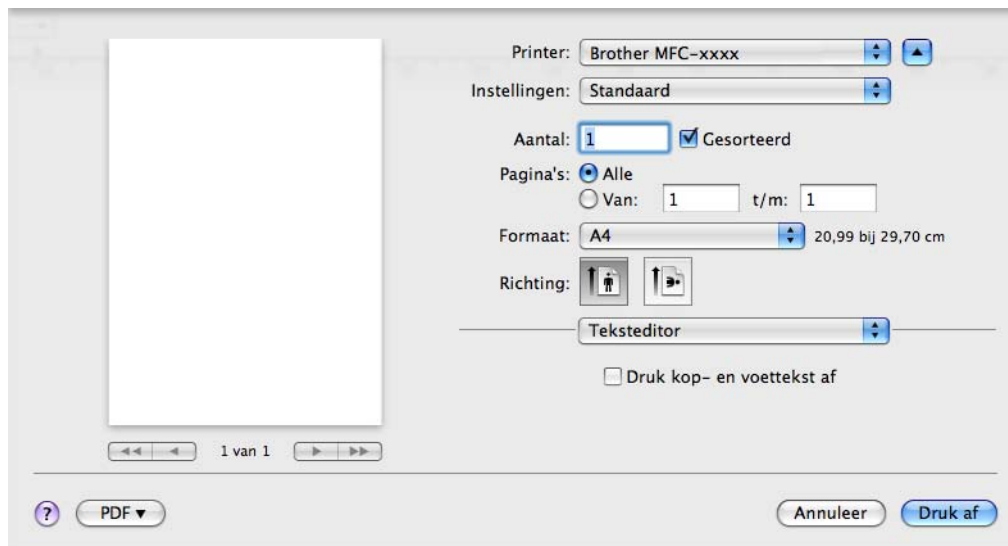 Printer: Brother MFC-xxxx
Instellingen: Standaard
Aantal: 1 Gesorteerd
Pagina's: Alle
Van: 1 t/m: 1
Formaat: A4 20,99 bij 29,70 cm
Richting:
Teksteditor
Druk kop- en voettekst af
1 van 1
? PDF Annuleer Druk af